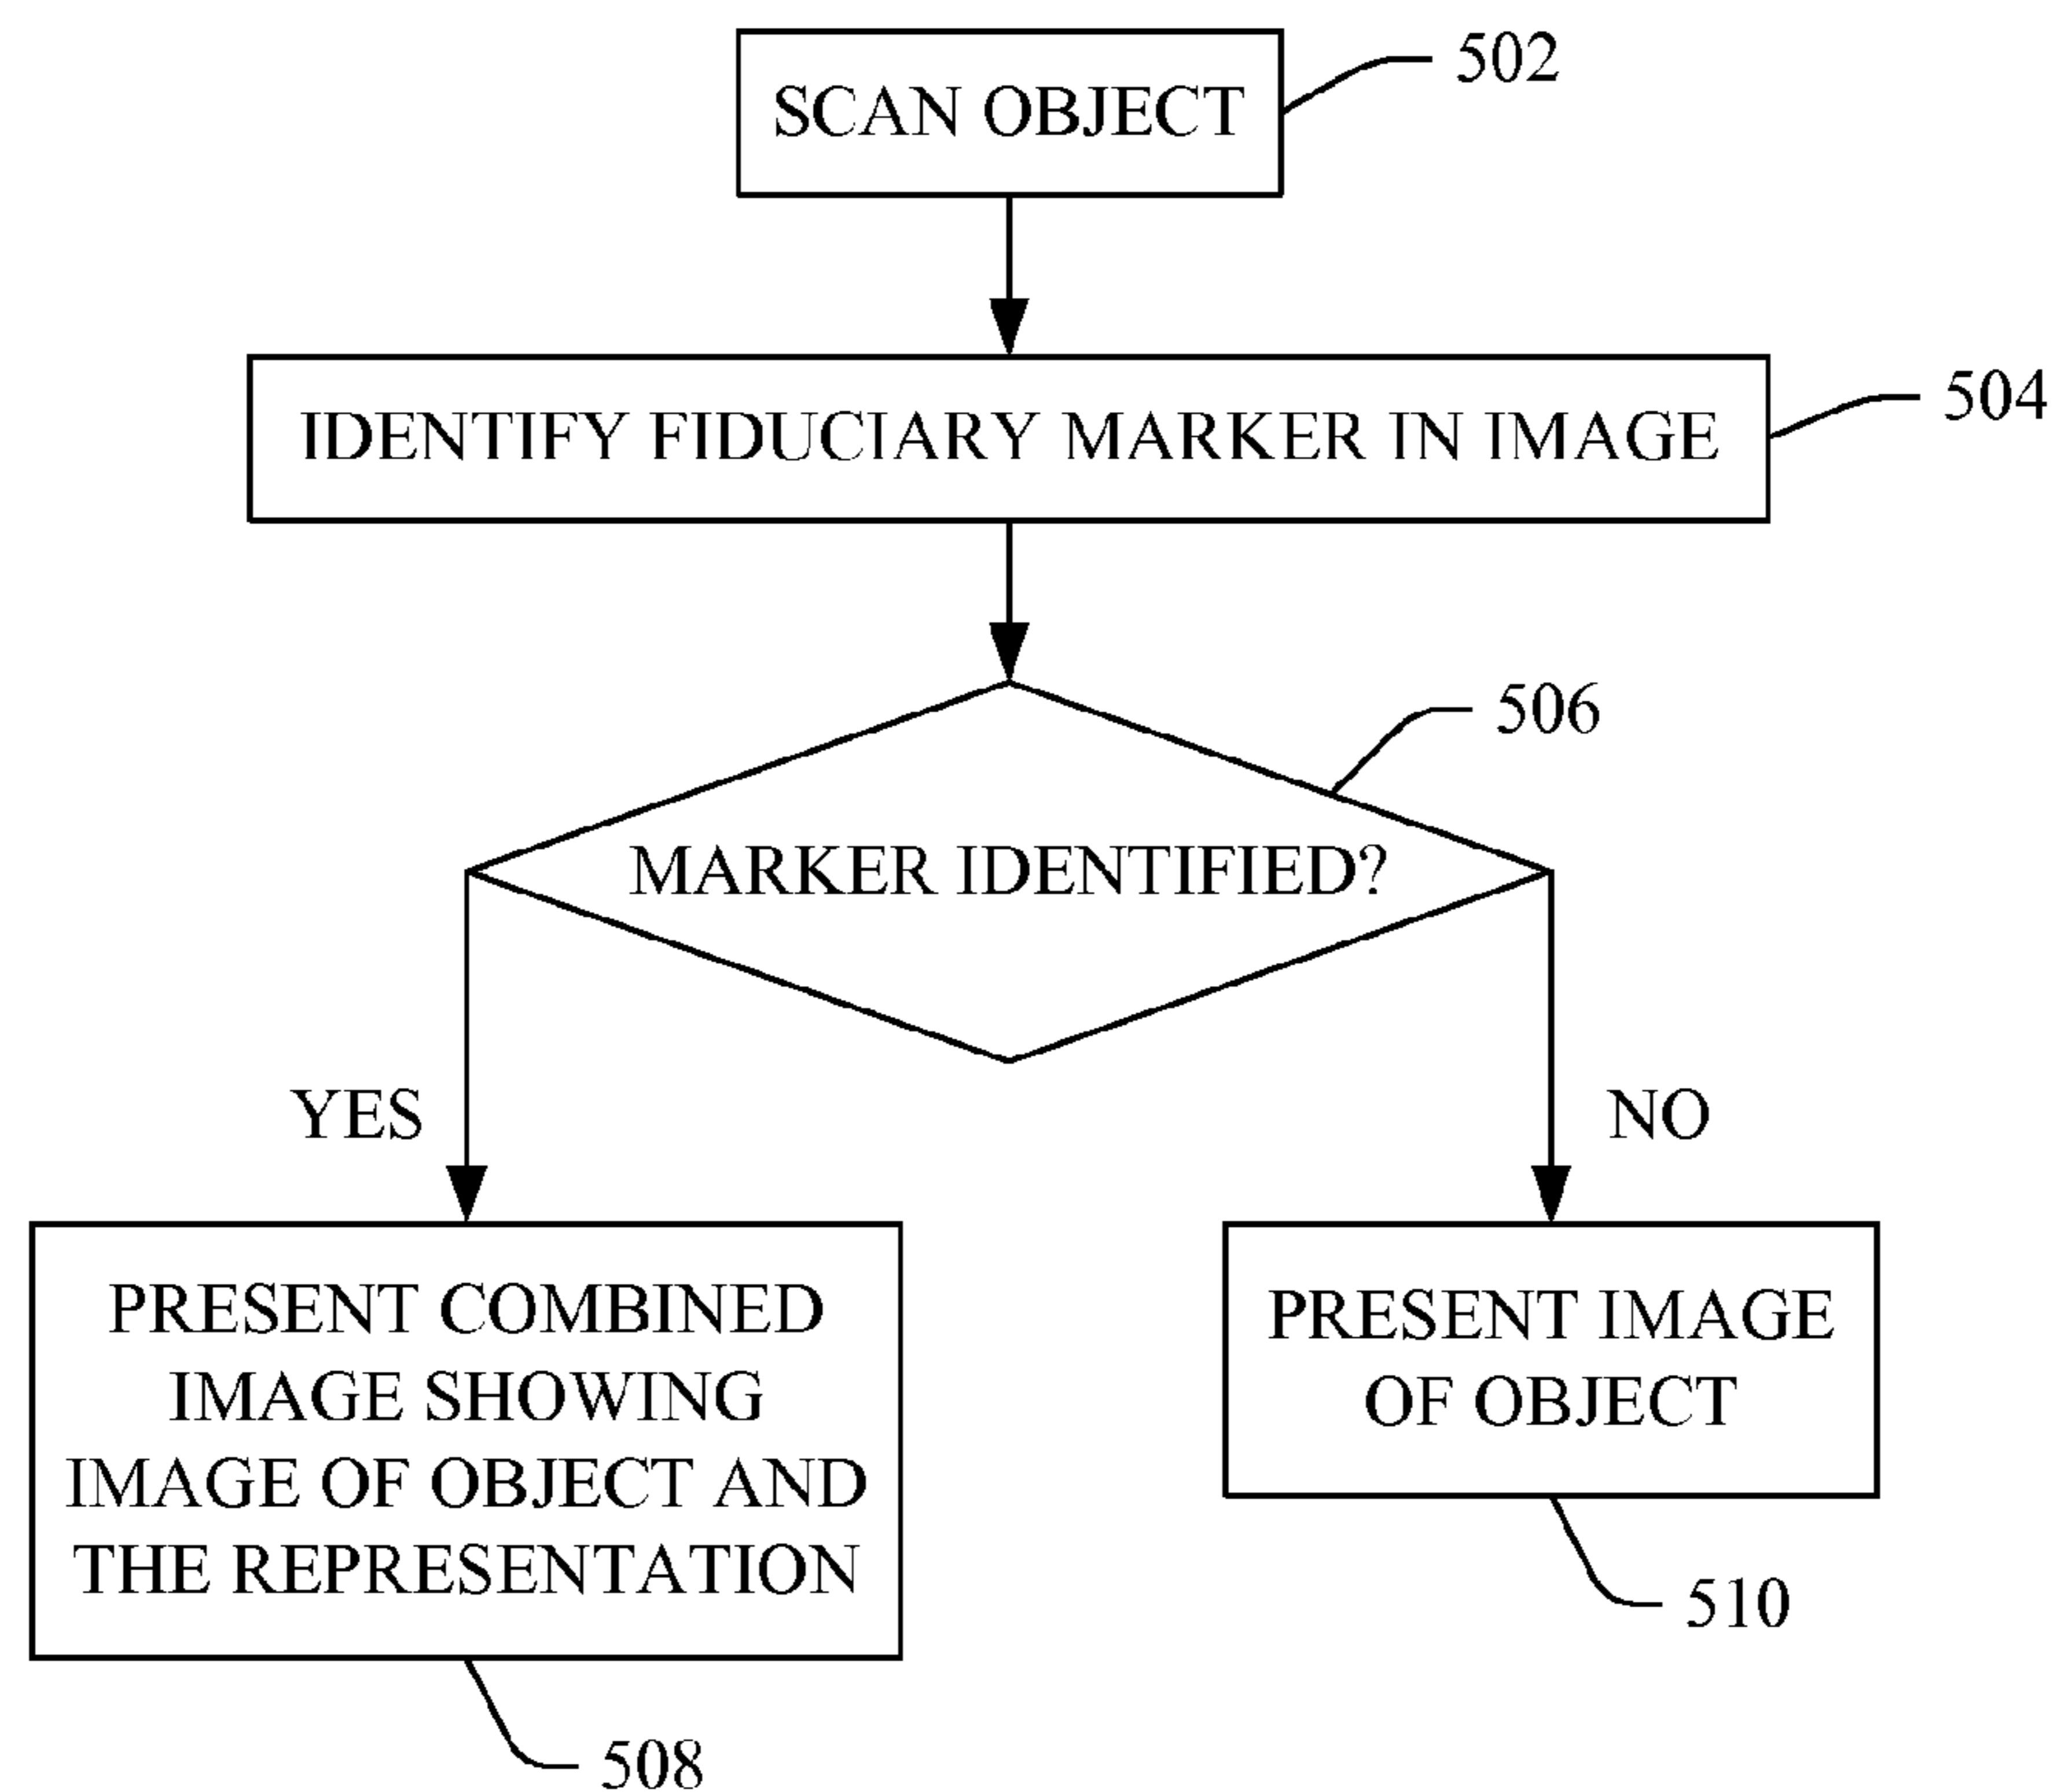 SCAN OBJECT
502
IDENTIFY FIDUCIARY MARKER IN IMAGE
504
506
MARKER IDENTIFIED?
YES
NO
PRESENT COMBINED
IMAGE SHOWING
IMAGE OF OBJECT AND
THE REPRESENTATION
508
PRESENT IMAGE
OF OBJECT
510